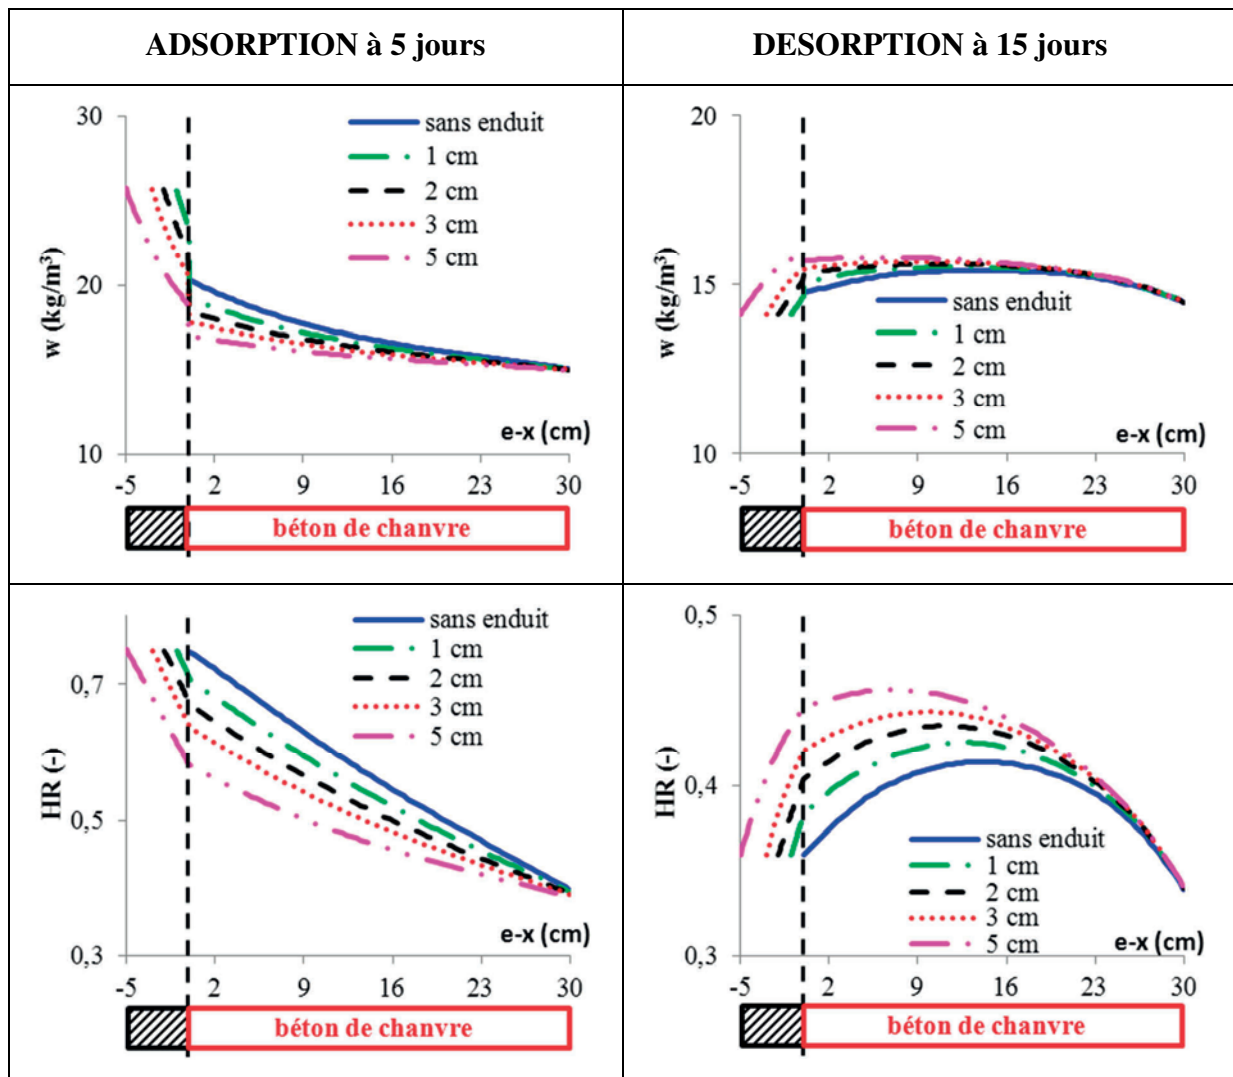 ADSORPTION à 5 jours
DESORPTION à 15 jours
30
20
10
w (kg/m³)
sans enduit
1 cm
2 cm
3 cm
5 cm
e-x (cm)
-5 2 9 16 23 30
béton de chanvre
20
15
10
w (kg/m³)
sans enduit
1 cm
2 cm
3 cm
5 cm
e-x (cm)
-5 2 9 16 23 30
béton de chanvre
0,7
0,5
0,3
HR (-)
sans enduit
1 cm
2 cm
3 cm
5 cm
e-x (cm)
-5 2 9 16 23 30
béton de chanvre
0,5
0,4
0,3
HR (-)
sans enduit
1 cm
2 cm
3 cm
5 cm
e-x (cm)
-5 2 9 16 23 30
béton de chanvre